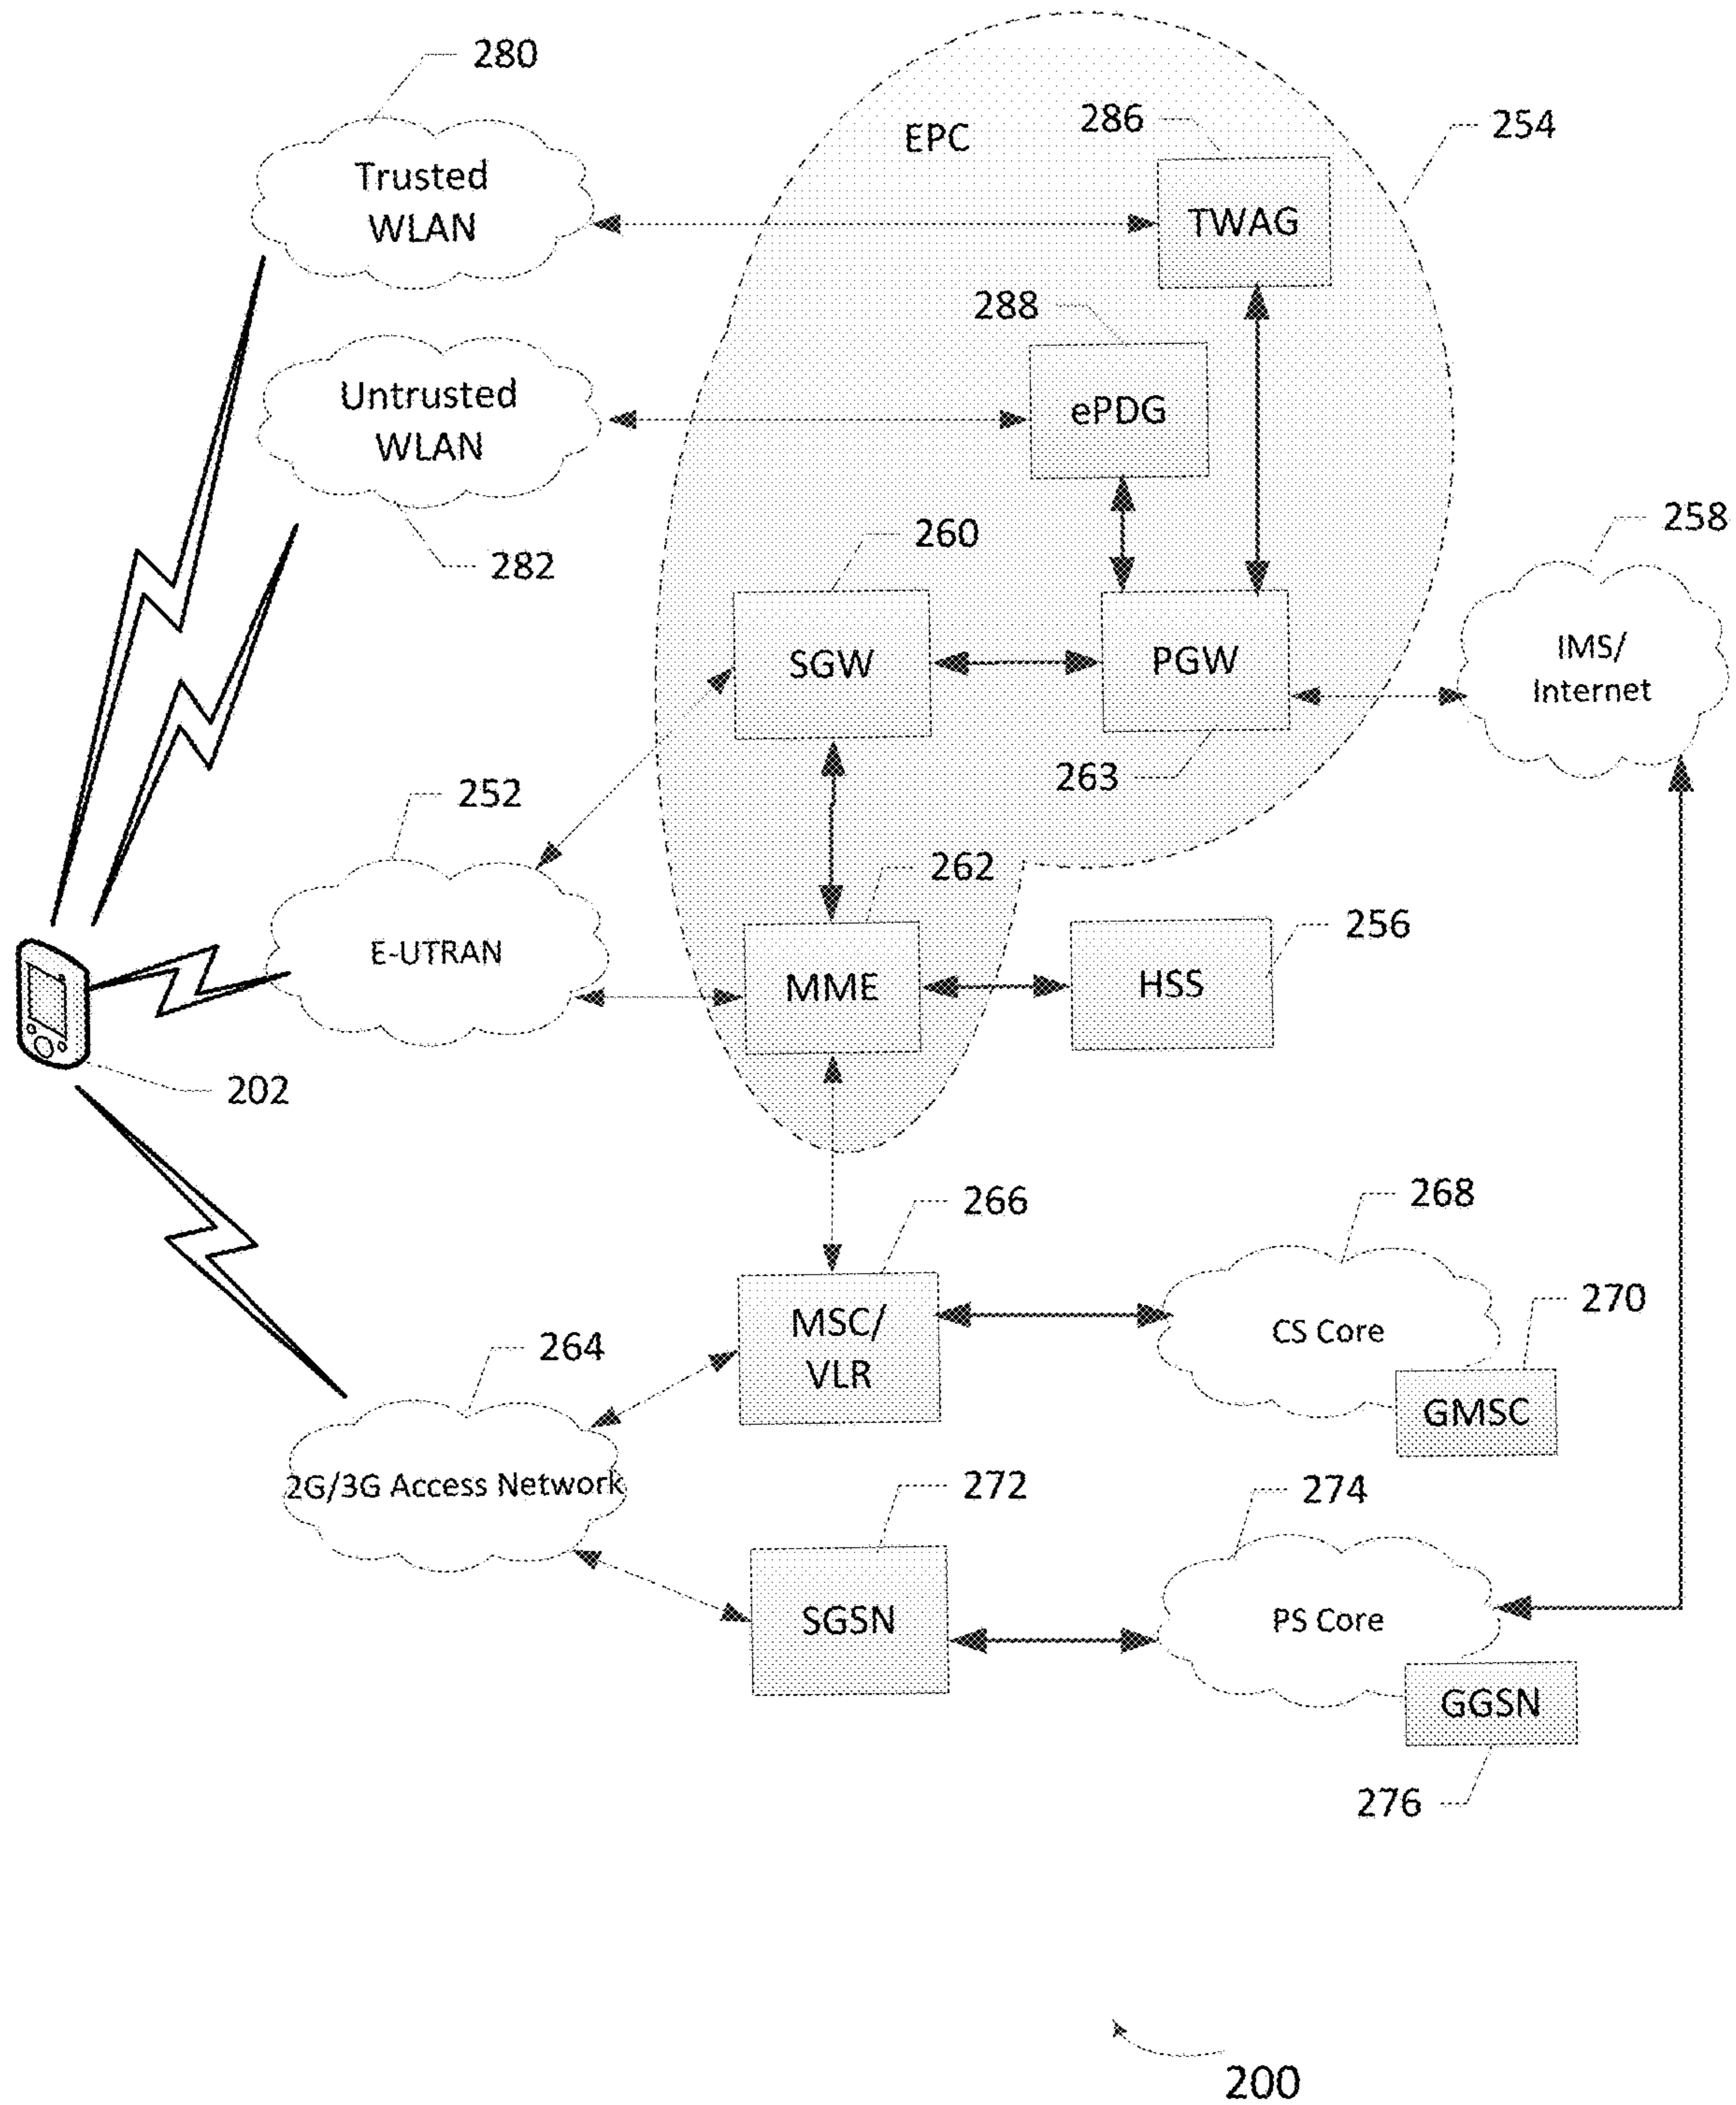 280
EPC
286
254
Trusted
WLAN
TWAG
288
Untrusted
WLAN
ePDG
260
258
282
SGW
PGW
IMS/
Internet
263
252
262
256
E-UTRAN
MME
HSS
202
266
268
270
MSC/
VLR
CS Core
264
GMSC
2G/3G Access Network
272
274
SGSN
PS Core
GGSN
276
200